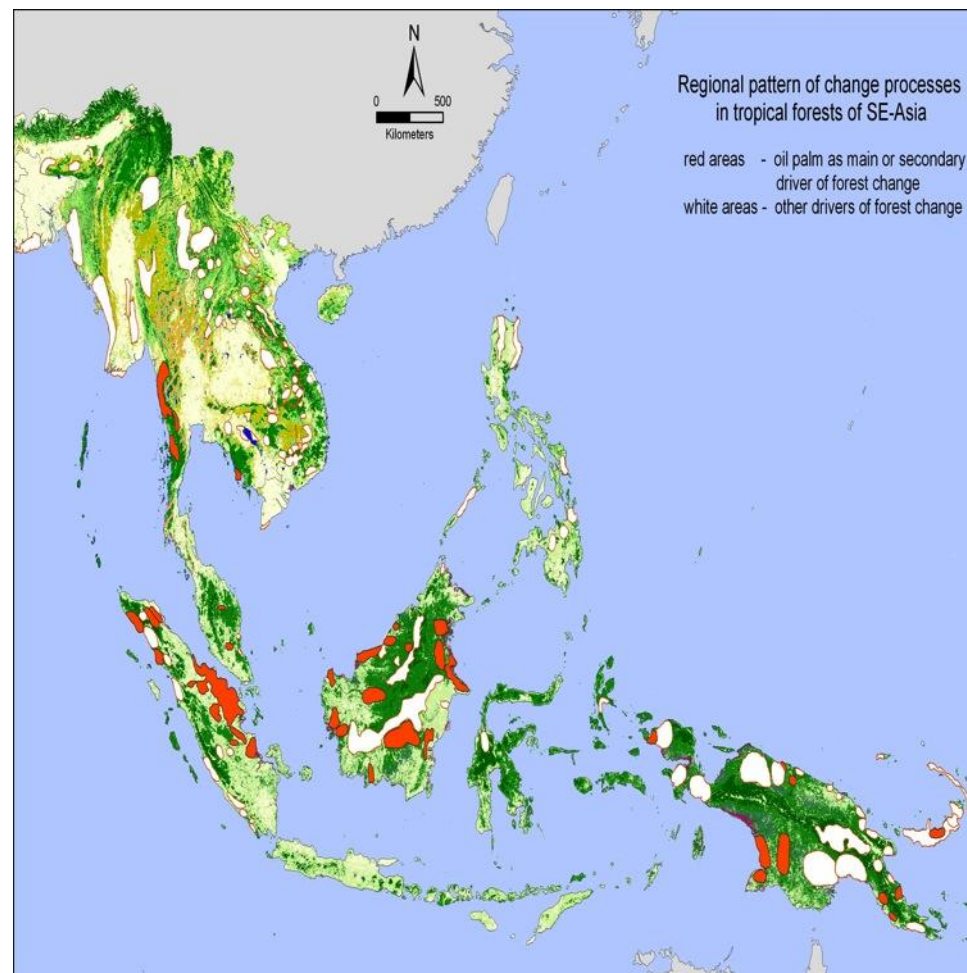 N
0 500
Kilometers
Regional pattern of change processes
in tropical forests of SE-Asia
red areas - oil palm as main or secondary
driver of forest change
white areas - other drivers of forest change